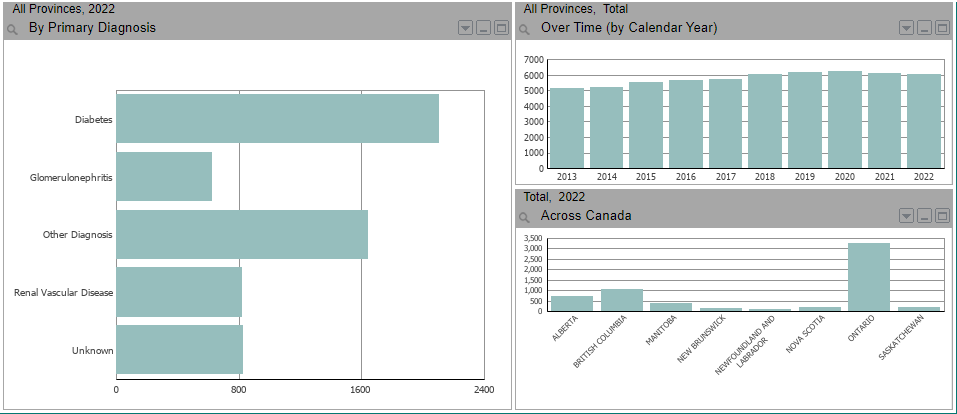 All Provinces, 2022
By Primary Diagnosis
Diabetes
Glomerulonephritis
Other Diagnosis
Renal Vascular Disease
Unknown
0 800 1600 2400
All Provinces, Total
Over Time (by Calendar Year)
7000
6000
5000
4000
3000
2000
1000
0
2013 2014 2015 2016 2017 2018 2019 2020 2021 2022
Total, 2022
Across Canada
3,500
3,000
2,500
2,000
1,500
1,000
500
0
ALBERTA
BRITISH COLUMBIA
MANITOBA
NEW BRUNSWICK
NEWFOUNDLAND AND
LABRADOR
NOVA SCOTIA
ONTARIO
SASKATCHEWAN